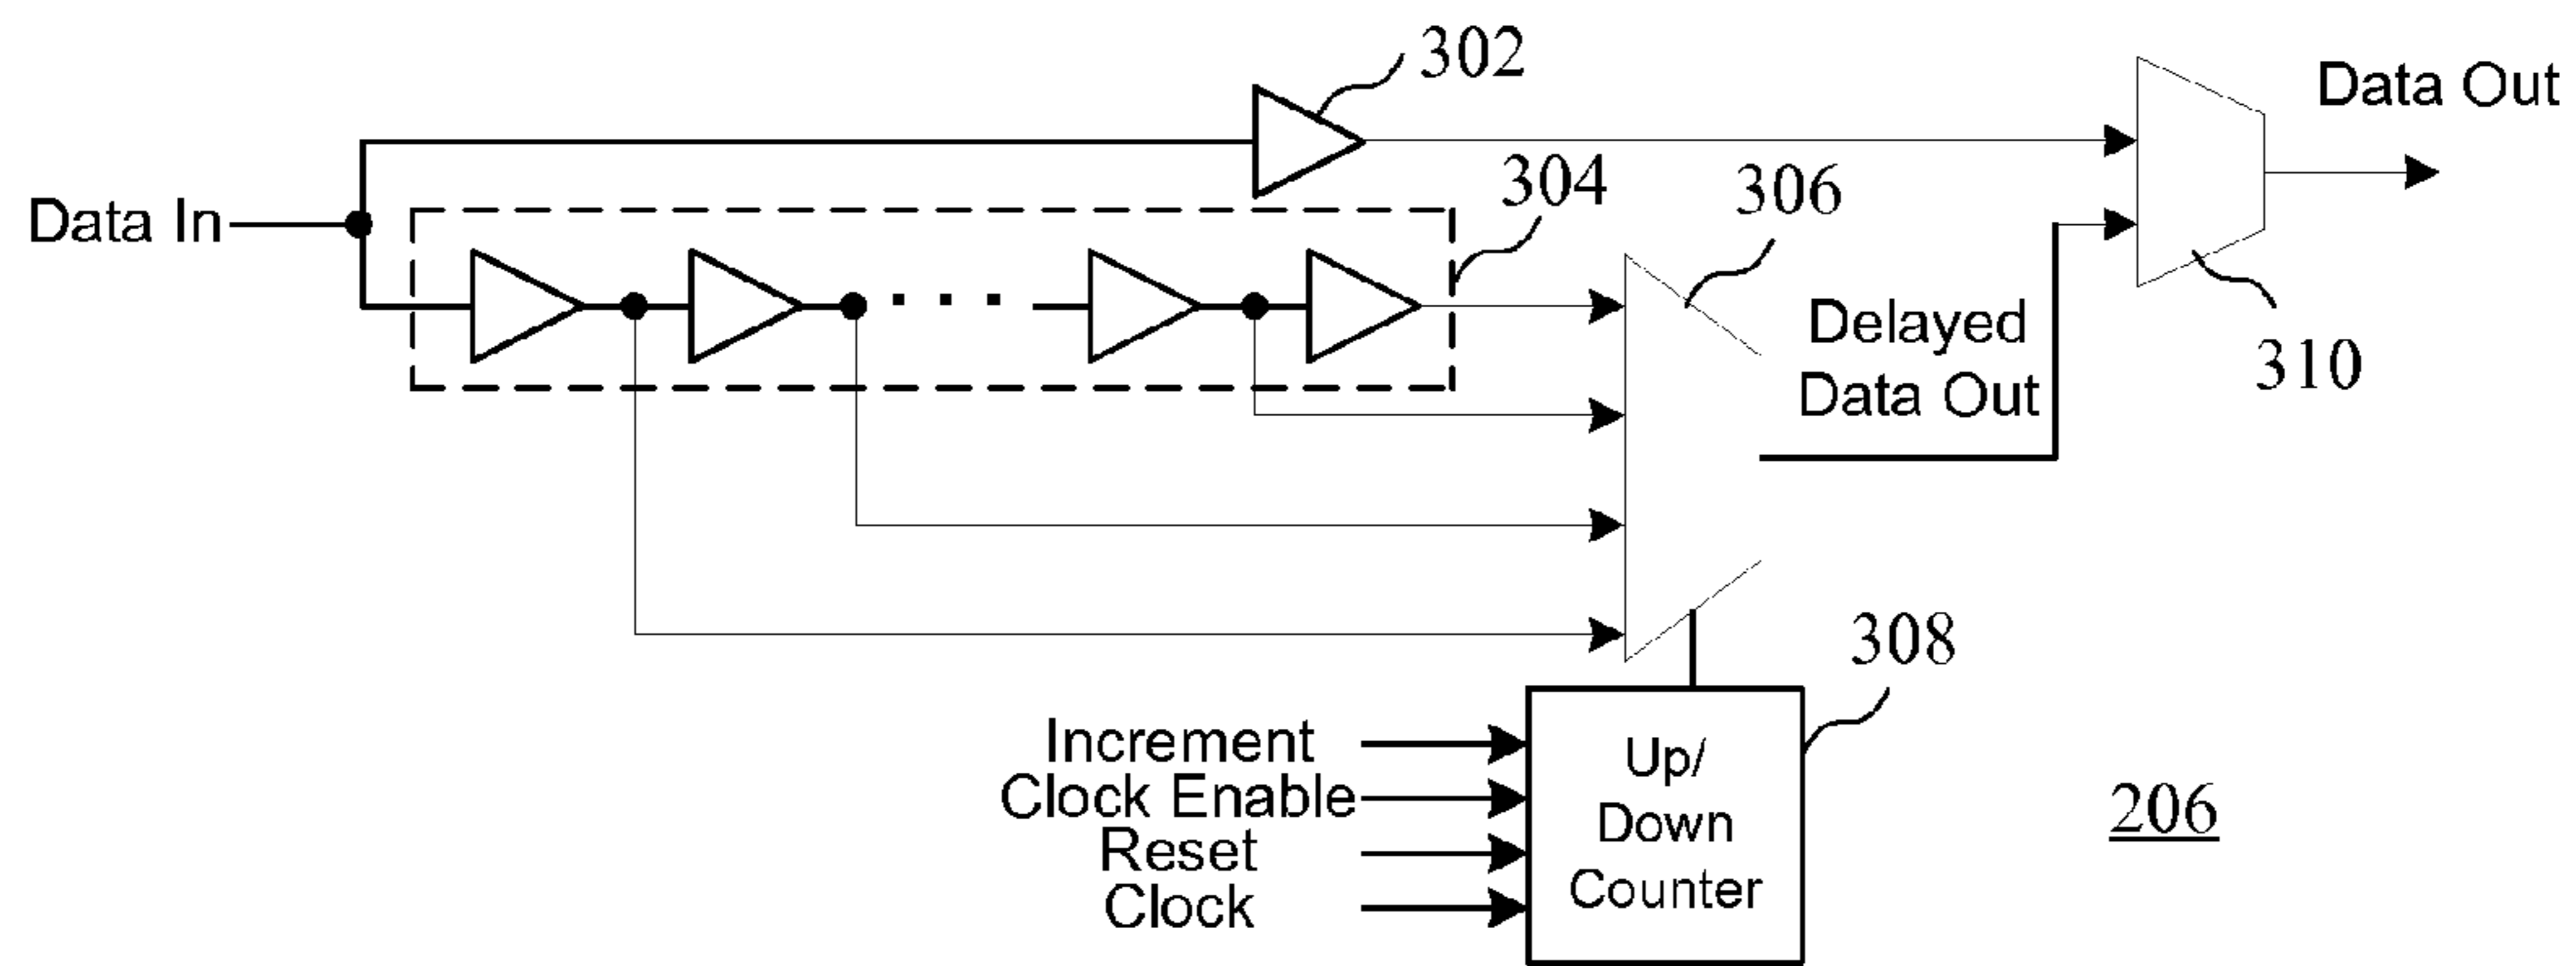 302
Data Out
304
306
Data In
Delayed
Data Out
310
308
Increment
Clock Enable
Reset
Clock
Up/
Down
Counter
206